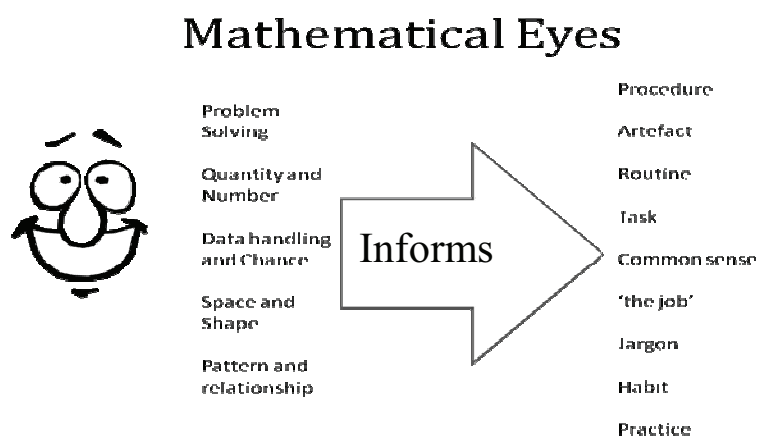 Mathematical Eyes
Problem
Solving
Quantity and
Number
Data handling
and Chance
Space and
Shape
Pattern and
relationship
Informs
Procedure
Artefact
Routine
Task
Common sense
‘the job’
Jargon
Habit
Practice